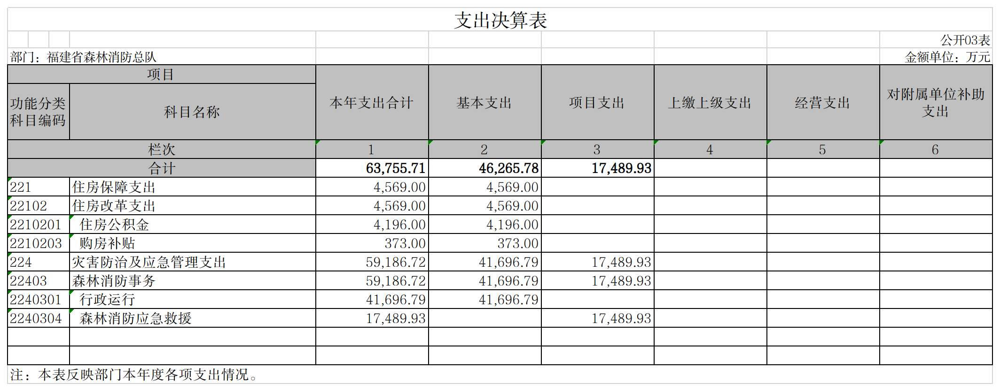 支出决算表
公开03表
部门：福建省森林消防总队 金额单位：万元
项目 本年支出合计 基本支出 项目支出 上缴上级支出 经营支出 对附属单位补助支出
功能分类科目编码 科目名称
栏次 1 2 3 4 5 6
合计 63,755.71 46,265.78 17,489.93
221 住房保障支出 4,569.00 4,569.00
22102 住房改革支出 4,569.00 4,569.00
2210201 住房公积金 4,196.00 4,196.00
2210203 购房补贴 373.00 373.00
224 灾害防治及应急管理支出 59,186.72 41,696.79 17,489.93
22403 森林消防事务 59,186.72 41,696.79 17,489.93
2240301 行政运行 41,696.79 41,696.79
2240304 森林消防应急救援 17,489.93 17,489.93
注：本表反映部门本年度各项支出情况。